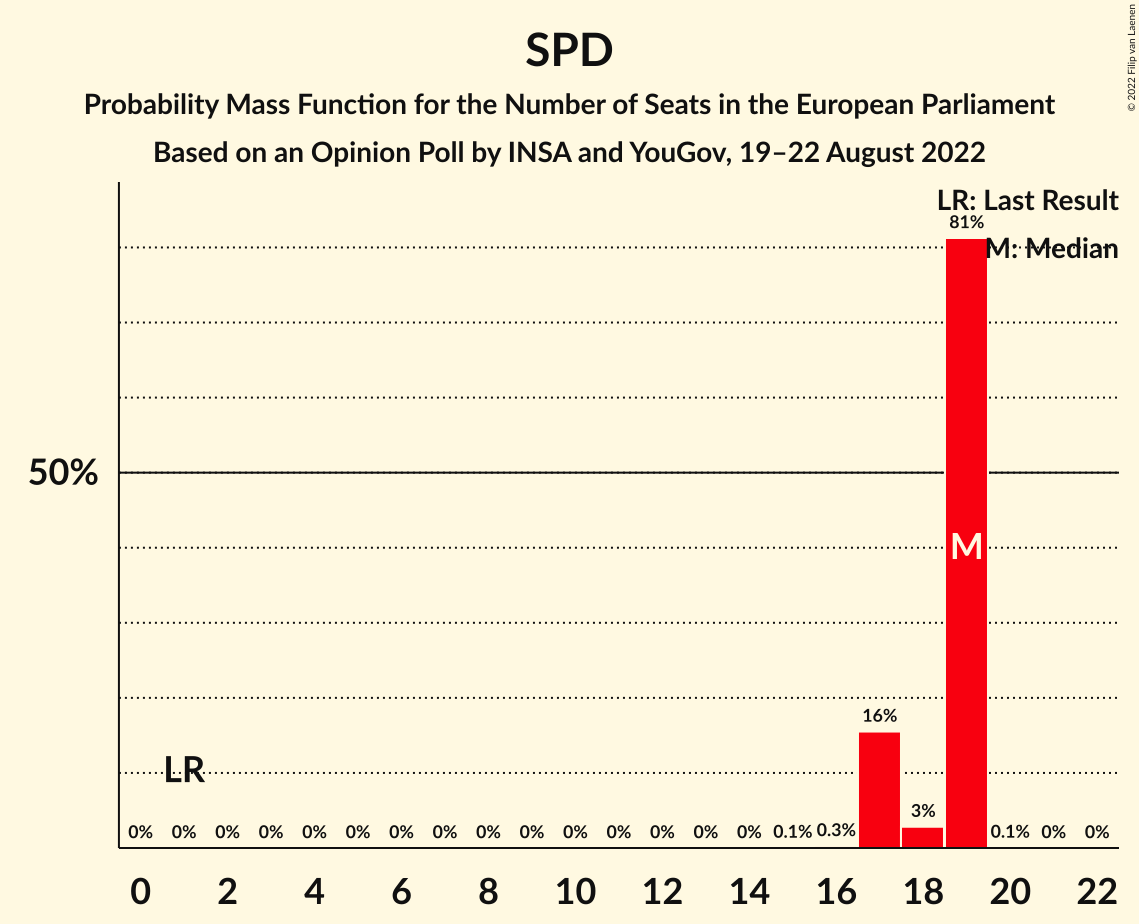 SPD
Probability Mass Function for the Number of Seats in the European Parliament
Based on an Opinion Poll by INSA and YouGov, 19–22 August 2022
© 2022 Filip van Laenen
LR: Last Result
M: Median
81%
50%
M
16%
LR
3%
0% 0% 0% 0% 0% 0% 0% 0% 0% 0% 0% 0% 0% 0% 0% 0.1% 0.3% 0.1% 0% 0%
0 2 4 6 8 10 12 14 16 18 20 22